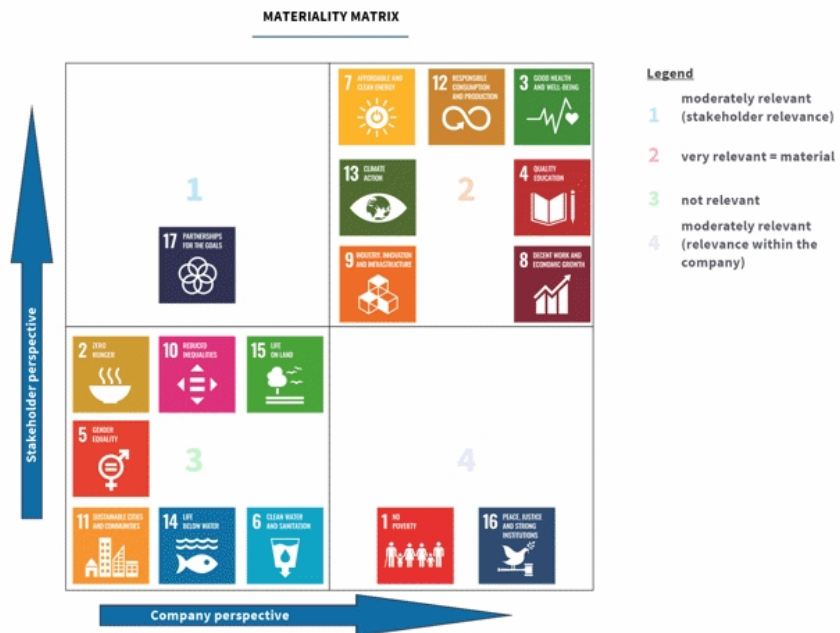 MATERIALITY MATRIX
Legend
1 moderately relevant
(stakeholder relevance)
2 very relevant = material
3 not relevant
4 moderately relevant
(relevance within the
company)
Stakeholder perspective
1
17 PARTNERSHIPS
FOR THE GOALS
7 AFFORDABLE AND
CLEAN ENERGY
12 RESPONSIBLE
CONSUMPTION
AND PRODUCTION
3 GOOD HEALTH
AND WELL-BEING
13 CLIMATE
ACTION
2
4 QUALITY
EDUCATION
9 INDUSTRY, INNOVATION
AND INFRASTRUCTURE
8 DECENT WORK AND
ECONOMIC GROWTH
2 ZERO
HUNGER
10 REDUCED
INEQUALITIES
15 LIFE
ON LAND
5 GENDER
EQUALITY
3
11 SUSTAINABLE CITIES
AND COMMUNITIES
14 LIFE
BELOW WATER
6 CLEAN WATER
AND SANITATION
4
1 NO
POVERTY
16 PEACE, JUSTICE
AND STRONG
INSTITUTIONS
Company perspective